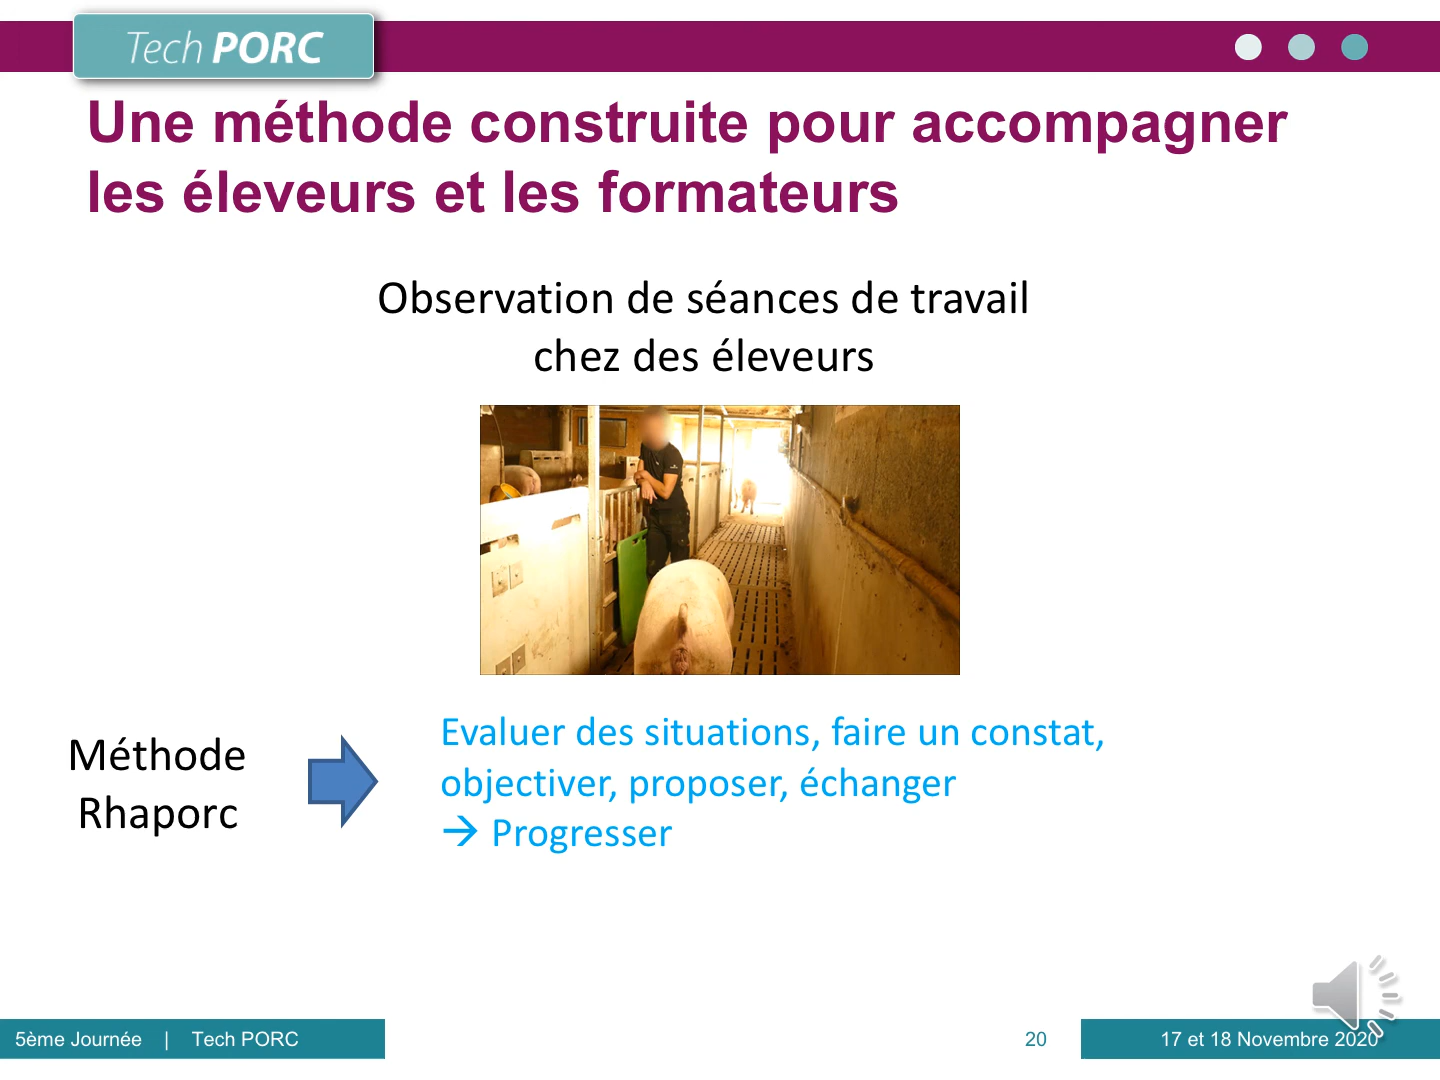 Tech PORC
Une méthode construite pour accompagner
les éleveurs et les formateurs
Observation de séances de travail
chez des éleveurs
Méthode
Rhaporc
Evaluer des situations, faire un constat,
objectiver, proposer, échanger
→ Progresser
5ème Journée | Tech PORC
20
17 et 18 Novembre 2020